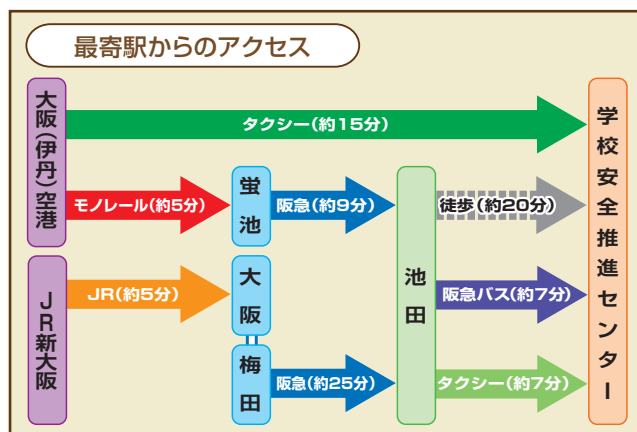 最寄駅からのアクセス
大阪(伊丹)空港
タクシー(約15分)
学校安全推進センター
モノレール(約5分)
蛍池
阪急(約9分)
池田
徒歩(約20分)
JR新大阪
JR(約5分)
大阪
阪急バス(約7分)
梅田
阪急(約25分)
タクシー(約7分)